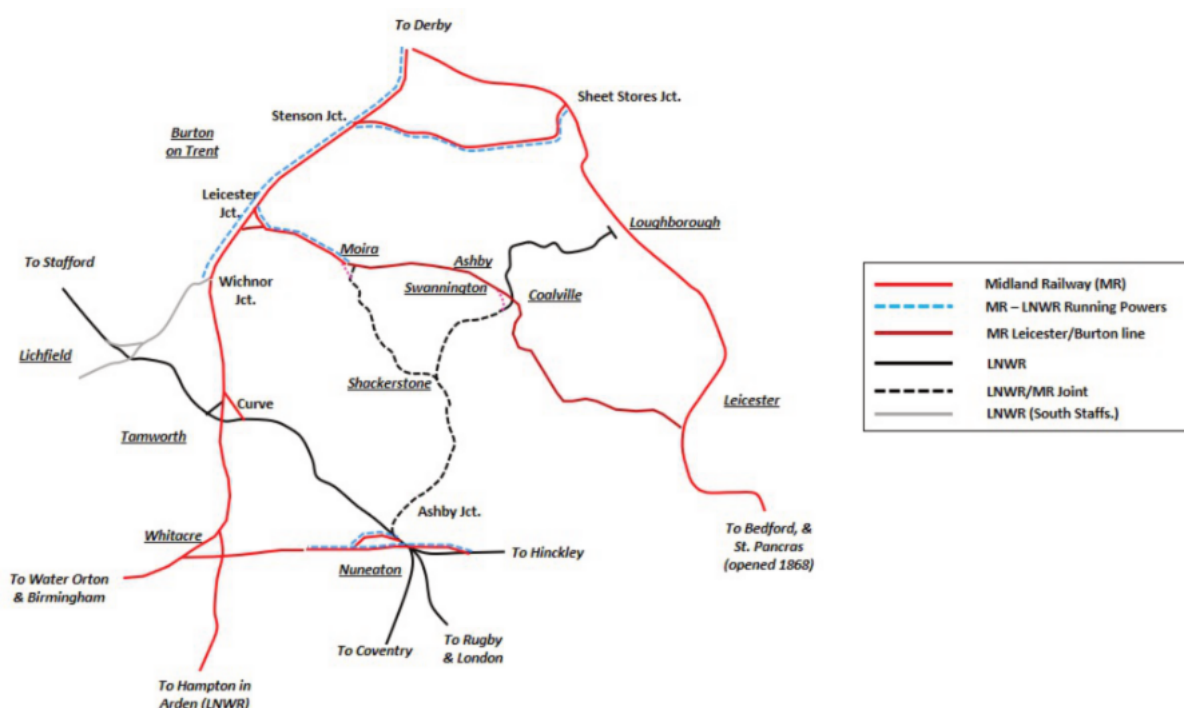 To Derby
Sheet Stores Jct.
Stenson Jct.
Burton
on Trent
Leicester
Jct.
Loughborough
Moira
Ashby
To Stafford
Swannington
Coalville
Wichnor
Jct.
Lichfield
Shackerstone
Leicester
Curve
Tamworth
Ashby Jct.
Whitacre
To Hinckley
To Bedford, &
St. Pancras
(opened 1868)
Nuneaton
To Water Orton
& Birmingham
To Coventry
To Rugby
& London
To Hampton in
Arden (LNWR)
Midland Railway (MR)
MR – LNWR Running Powers
MR Leicester/Burton line
LNWR
LNWR/MR Joint
LNWR (South Staffs.)